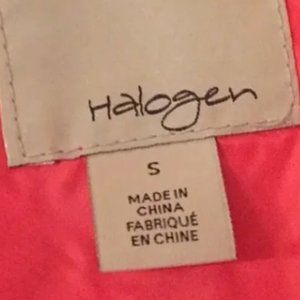 Halogen
S
MADE IN
CHINA
FABRIQUÉ
EN CHINE